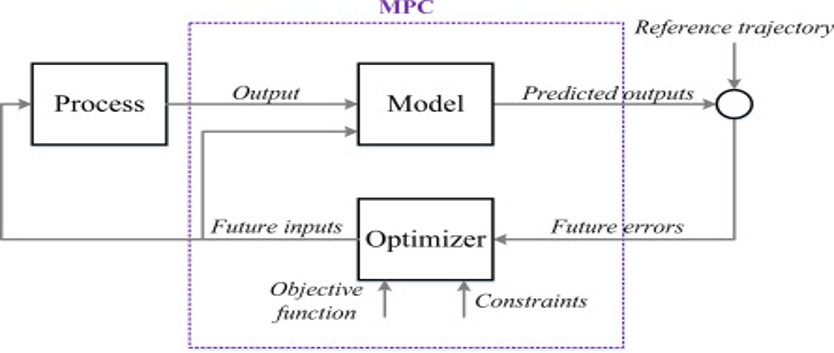 MPC
Reference trajectory
Process
Output
Model
Predicted outputs
Future inputs
Optimizer
Future errors
Objective
function
Constraints